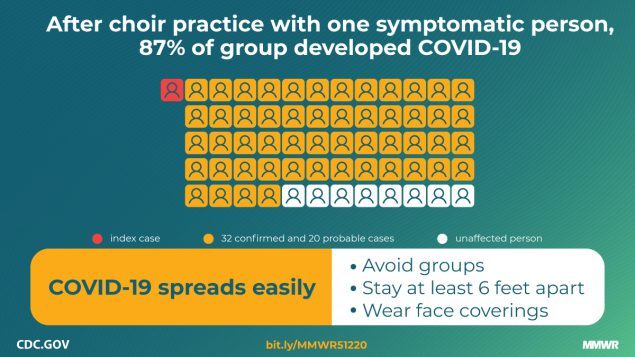 After choir practice with one symptomatic person,
87% of group developed COVID-19
index case
32 confirmed and 20 probable cases
unaffected person
COVID-19 spreads easily
• Avoid groups
• Stay at least 6 feet apart
• Wear face coverings
CDC.GOV
bit.ly/MMWR51220
MMWR